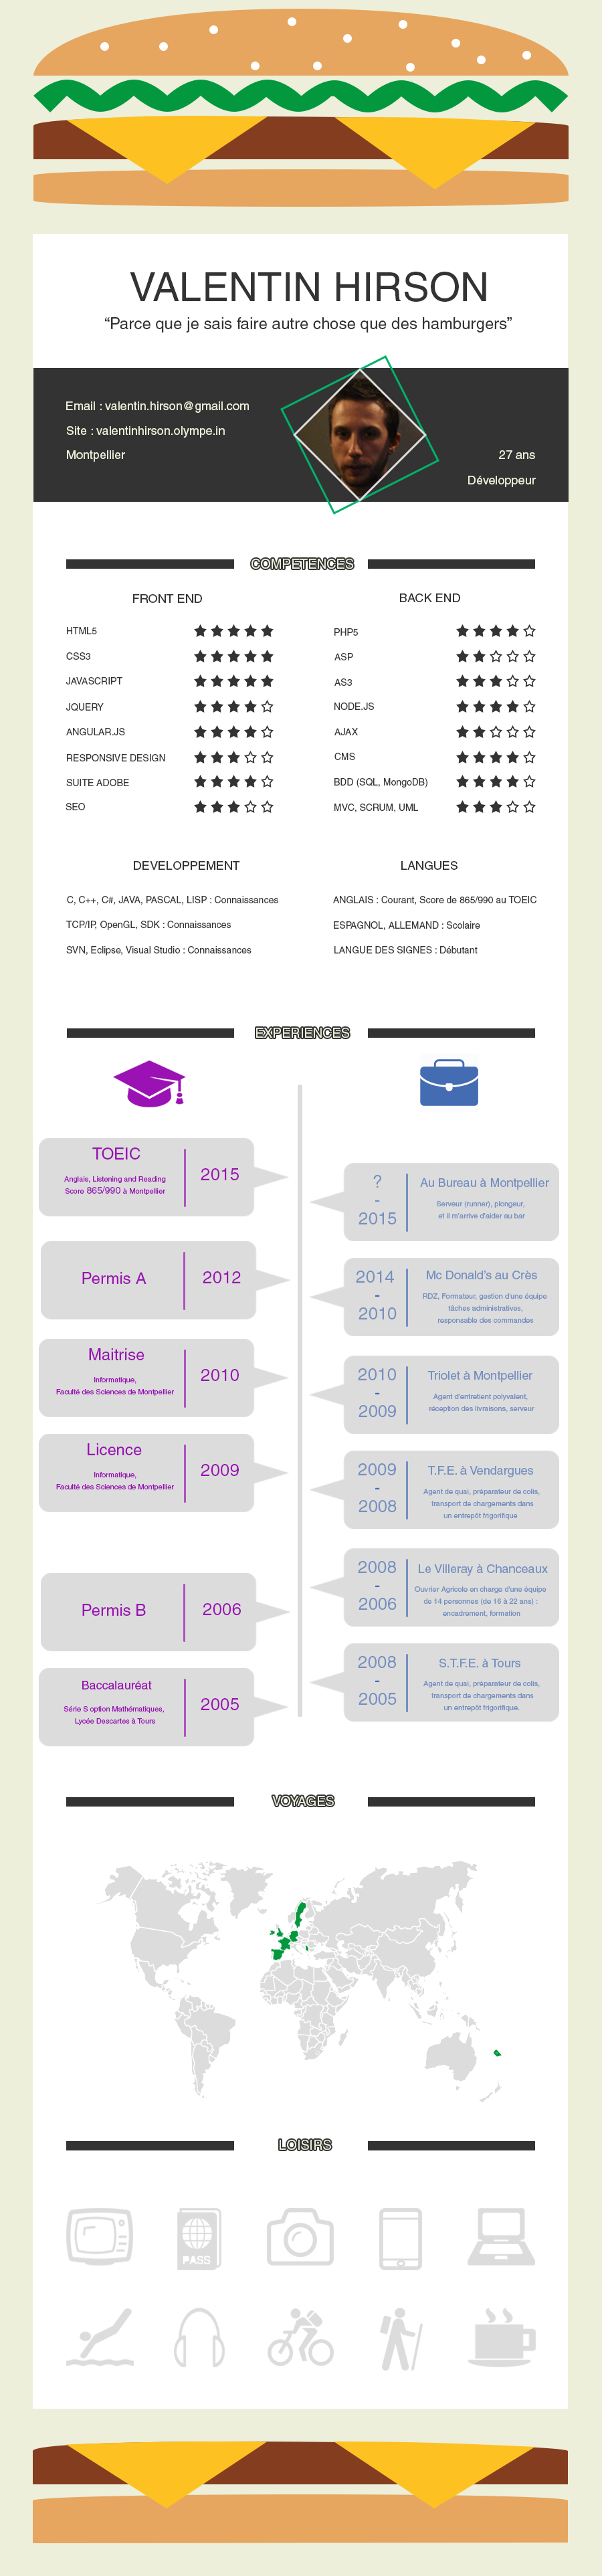 VALENTIN HIRSON
“Parce que je sais faire autre chose que des hamburgers”
Email : valentin.hirson@gmail.com
Site : valentinhirson.olympe.in
Montpellier
27 ans
Développeur
COMPETENCES
FRONT END
HTML5
CSS3
JAVASCRIPT
JQUERY
ANGULAR.JS
RESPONSIVE DESIGN
SUITE ADOBE
SEO
BACK END
PHP5
ASP
AS3
NODE.JS
AJAX
CMS
BDD (SQL, MongoDB)
MVC, SCRUM, UML
DEVELOPPEMENT
C, C++, C#, JAVA, PASCAL, LISP : Connaissances
TCP/IP, OpenGL, SDK : Connaissances
SVN, Eclipse, Visual Studio : Connaissances
LANGUES
ANGLAIS : Courant, Score de 865/990 au TOEIC
ESPAGNOL, ALLEMAND : Scolaire
LANGUE DES SIGNES : Débutant
EXPERIENCES
TOEIC
Anglais, Listening and Reading
Score 865/990 à Montpellier
2015
Permis A
2012
Maitrise
Informatique,
Faculté des Sciences de Montpellier
2010
Licence
Informatique,
Faculté des Sciences de Montpellier
2009
Permis B
2006
Baccalauréat
Série S option Mathématiques,
Lycée Descartes à Tours
2005
?
-
2015
Au Bureau à Montpellier
Serveur (runner), plongeur,
et il m'arrive d'aider au bar
2014
-
2010
Mc Donald's au Crès
RDZ, Formateur, gestion d'une équipe
tâches administratives,
responsable des commandes
2010
-
2009
Triolet à Montpellier
Agent d'entretient polyvalent,
réception des livraisons, serveur
2009
-
2008
T.F.E. à Vendargues
Agent de quai, préparateur de colis,
transport de chargements dans
un entrepôt frigorifique
2008
-
2006
Le Villeray à Chanceaux
Ouvrier Agricole en charge d'une équipe
de 14 personnes (de 16 à 22 ans) :
encadrement, formation
2008
-
2005
S.T.F.E. à Tours
Agent de quai, préparateur de colis,
transport de chargements dans
un entrepôt frigorifique.
VOYAGES
LOISIRS
PASS